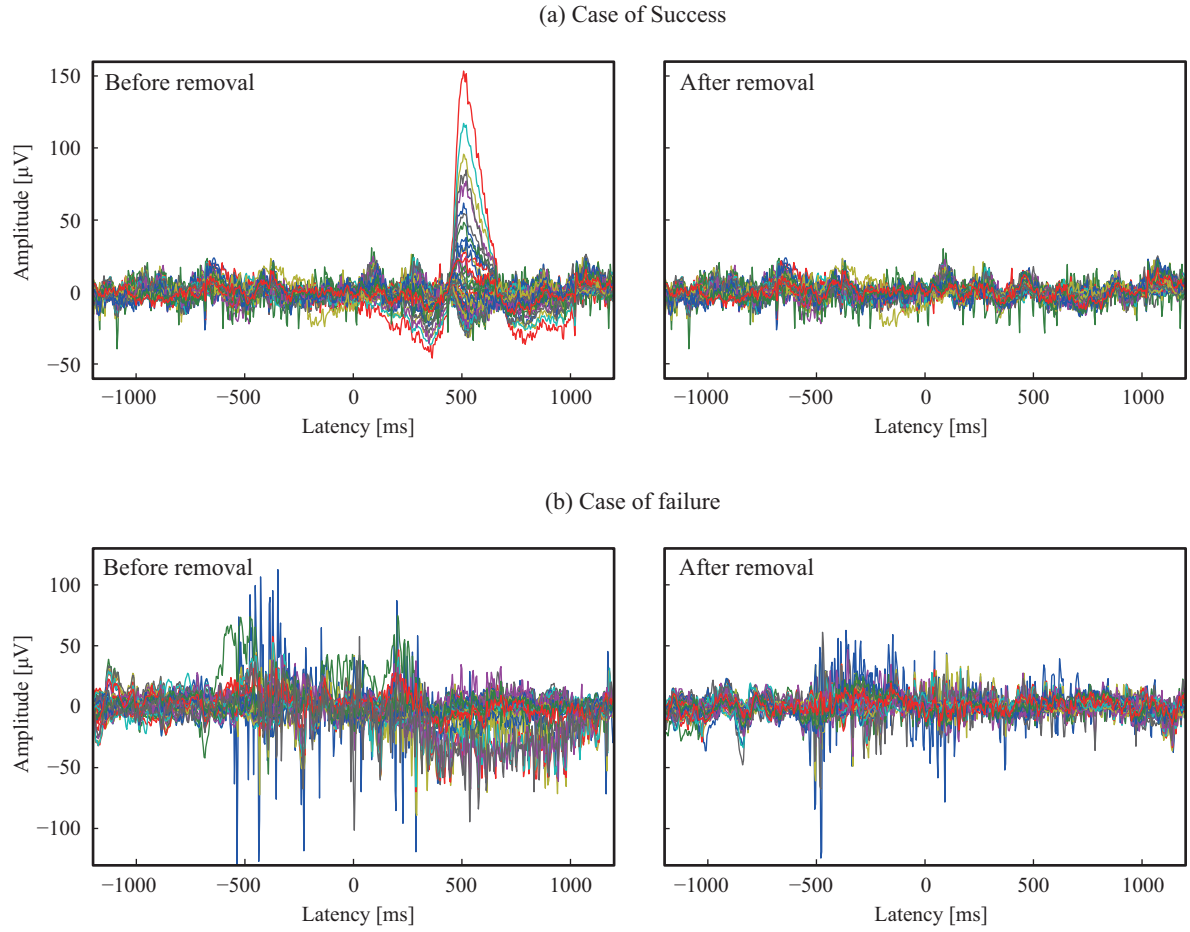 (a) Case of Success
Before removal
After removal
150
100
50
0
−50
Amplitude [µV]
−1000 −500 0 500 1000
−1000 −500 0 500 1000
Latency [ms]
Latency [ms]
(b) Case of failure
Before removal
After removal
100
50
0
−50
−100
Amplitude [µV]
−1000 −500 0 500 1000
−1000 −500 0 500 1000
Latency [ms]
Latency [ms]